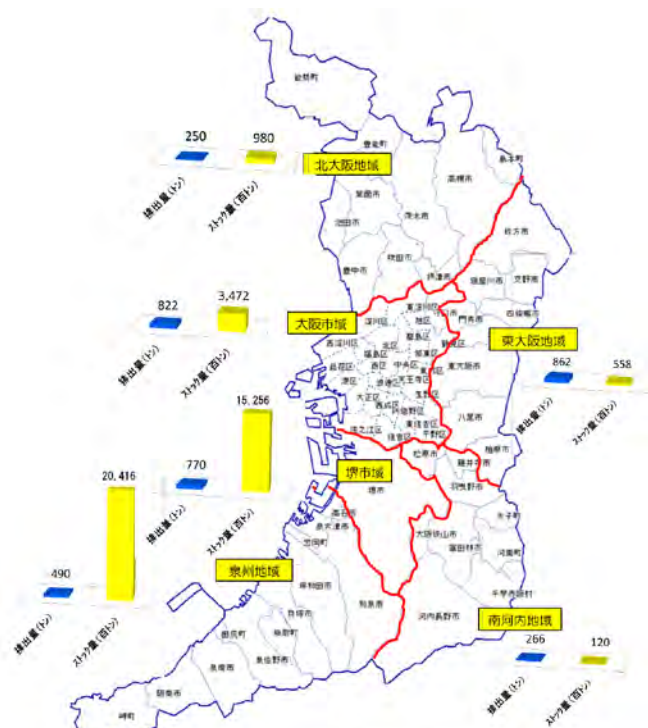 能勢町
豊能町
島本町
高槻市
250
980
北大阪地域
排出量(トン)
ストック量(百トン)
箕面市
茨木市
池田市
枚方市
吹田市
摂津市
豊中市
寝屋川市
交野市
822
3,472
大阪市域
排出量(トン)
ストック量(百トン)
東淀川区
淀川区
旭区
守口市
門真市
四條畷市
西淀川区
北区
都島区
鶴見区
東大阪地域
福島区
城東区
此花区
西区
中央区
東大阪市
862
558
排出量(トン)
ストック量(百トン)
港区
浪速区
天王寺区
生野区
大正区
西成区
阿倍野区
八尾市
住之江区
住吉区
東住吉区
平野区
松原市
藤井寺市
柏原市
15,256
770
堺市域
排出量(トン)
ストック量(百トン)
羽曳野市
堺市
太子町
高石市
泉大津市
大阪狭山市
富田林市
河南町
忠岡町
千早赤阪村
20,416
490
泉州地域
排出量(トン)
ストック量(百トン)
岸和田市
和泉市
河内長野市
南河内地域
貝塚市
266
120
排出量(トン)
ストック量(百トン)
田尻町
熊取町
泉佐野市
泉南市
阪南市
岬町